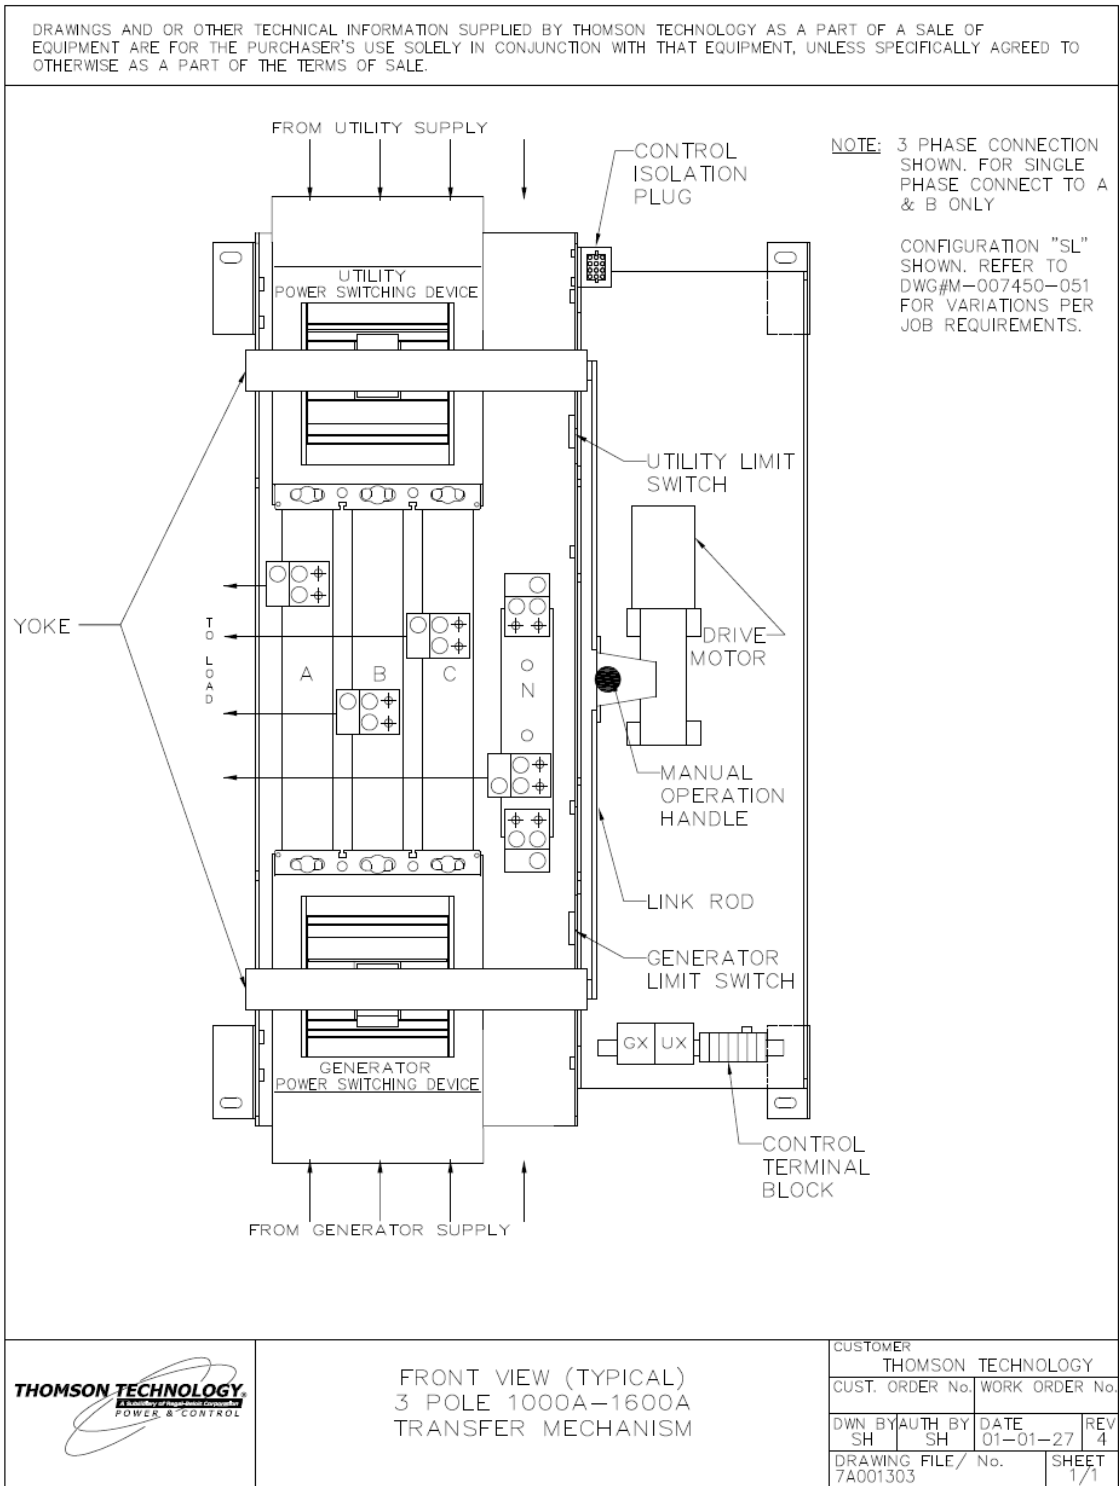 DRAWINGS AND OR OTHER TECHNICAL INFORMATION SUPPLIED BY THOMSON TECHNOLOGY AS A PART OF A SALE OF
EQUIPMENT ARE FOR THE PURCHASER'S USE SOLELY IN CONJUNCTION WITH THAT EQUIPMENT, UNLESS SPECIFICALLY AGREED TO
OTHERWISE AS A PART OF THE TERMS OF SALE.
FROM UTILITY SUPPLY
CONTROL
ISOLATION
PLUG
NOTE: 3 PHASE CONNECTION
SHOWN. FOR SINGLE
PHASE CONNECT TO A
& B ONLY
CONFIGURATION "SL"
SHOWN. REFER TO
DWG#M-007450-051
FOR VARIATIONS PER
JOB REQUIREMENTS.
UTILITY
POWER SWITCHING DEVICE
UTILITY LIMIT
SWITCH
YOKE
TO LOAD
A
B
C
N
DRIVE
MOTOR
MANUAL
OPERATION
HANDLE
LINK ROD
GENERATOR
LIMIT SWITCH
GX
UX
GENERATOR
POWER SWITCHING DEVICE
CONTROL
TERMINAL
BLOCK
FROM GENERATOR SUPPLY
THOMSON TECHNOLOGY®
A Subsidiary of Regal-Beloit Corporation
POWER & CONTROL
FRONT VIEW (TYPICAL)
3 POLE 1000A-1600A
TRANSFER MECHANISM
CUSTOMER
THOMSON TECHNOLOGY
CUST. ORDER No.
WORK ORDER No.
DWN BY
SH
AUTH BY
SH
DATE
01-01-27
REV
4
DRAWING FILE/ No.
7A001303
SHEET
1/1